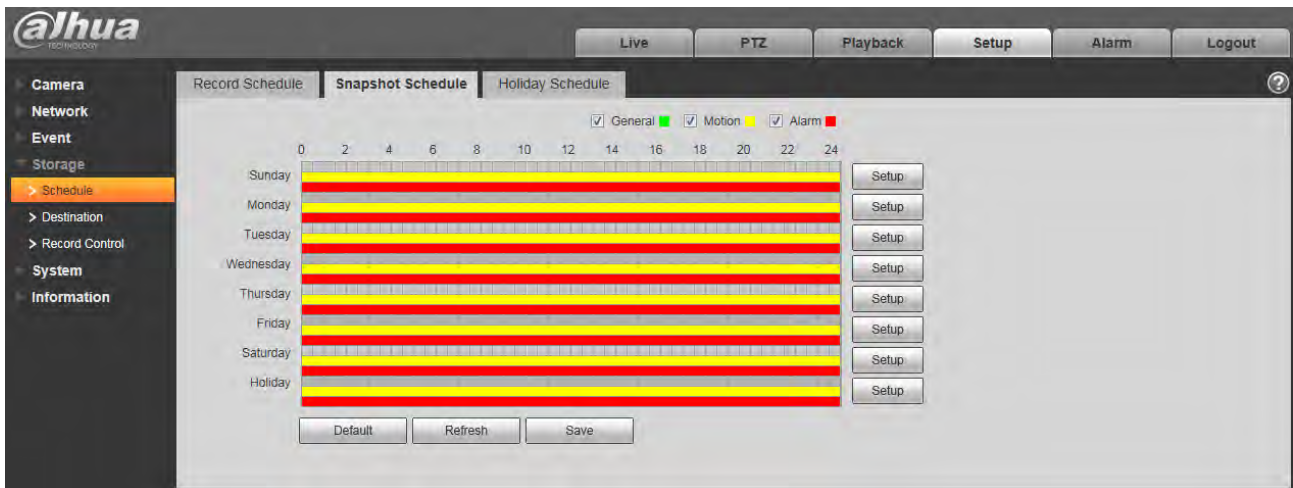 alhua
TECHNOLOGY
Live PTZ Playback Setup Alarm Logout
Camera
Network
Event
Storage
> Schedule
> Destination
> Record Control
System
Information
Record Schedule Snapshot Schedule Holiday Schedule ?
General Motion Alarm
0 2 4 6 8 10 12 14 16 18 20 22 24
Sunday Setup
Monday Setup
Tuesday Setup
Wednesday Setup
Thursday Setup
Friday Setup
Saturday Setup
Holiday Setup
Default Refresh Save